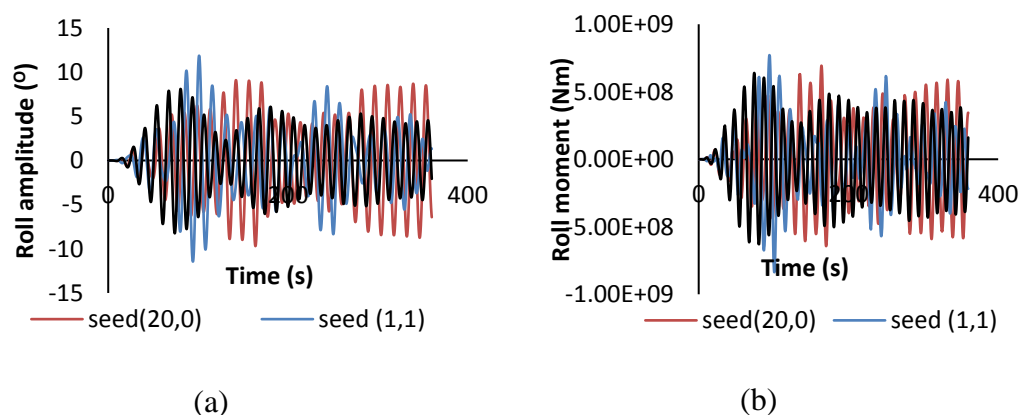 15
10
5
0
-5
-10
-15
0
200
400
Roll amplitude (⁰)
Time (s)
seed(20,0)
seed (1,1)
(a)
1.00E+09
5.00E+08
0.00E+00
-5.00E+08
-1.00E+09
0
200
400
Roll moment (Nm)
Time (s)
seed(20,0)
seed (1,1)
(b)